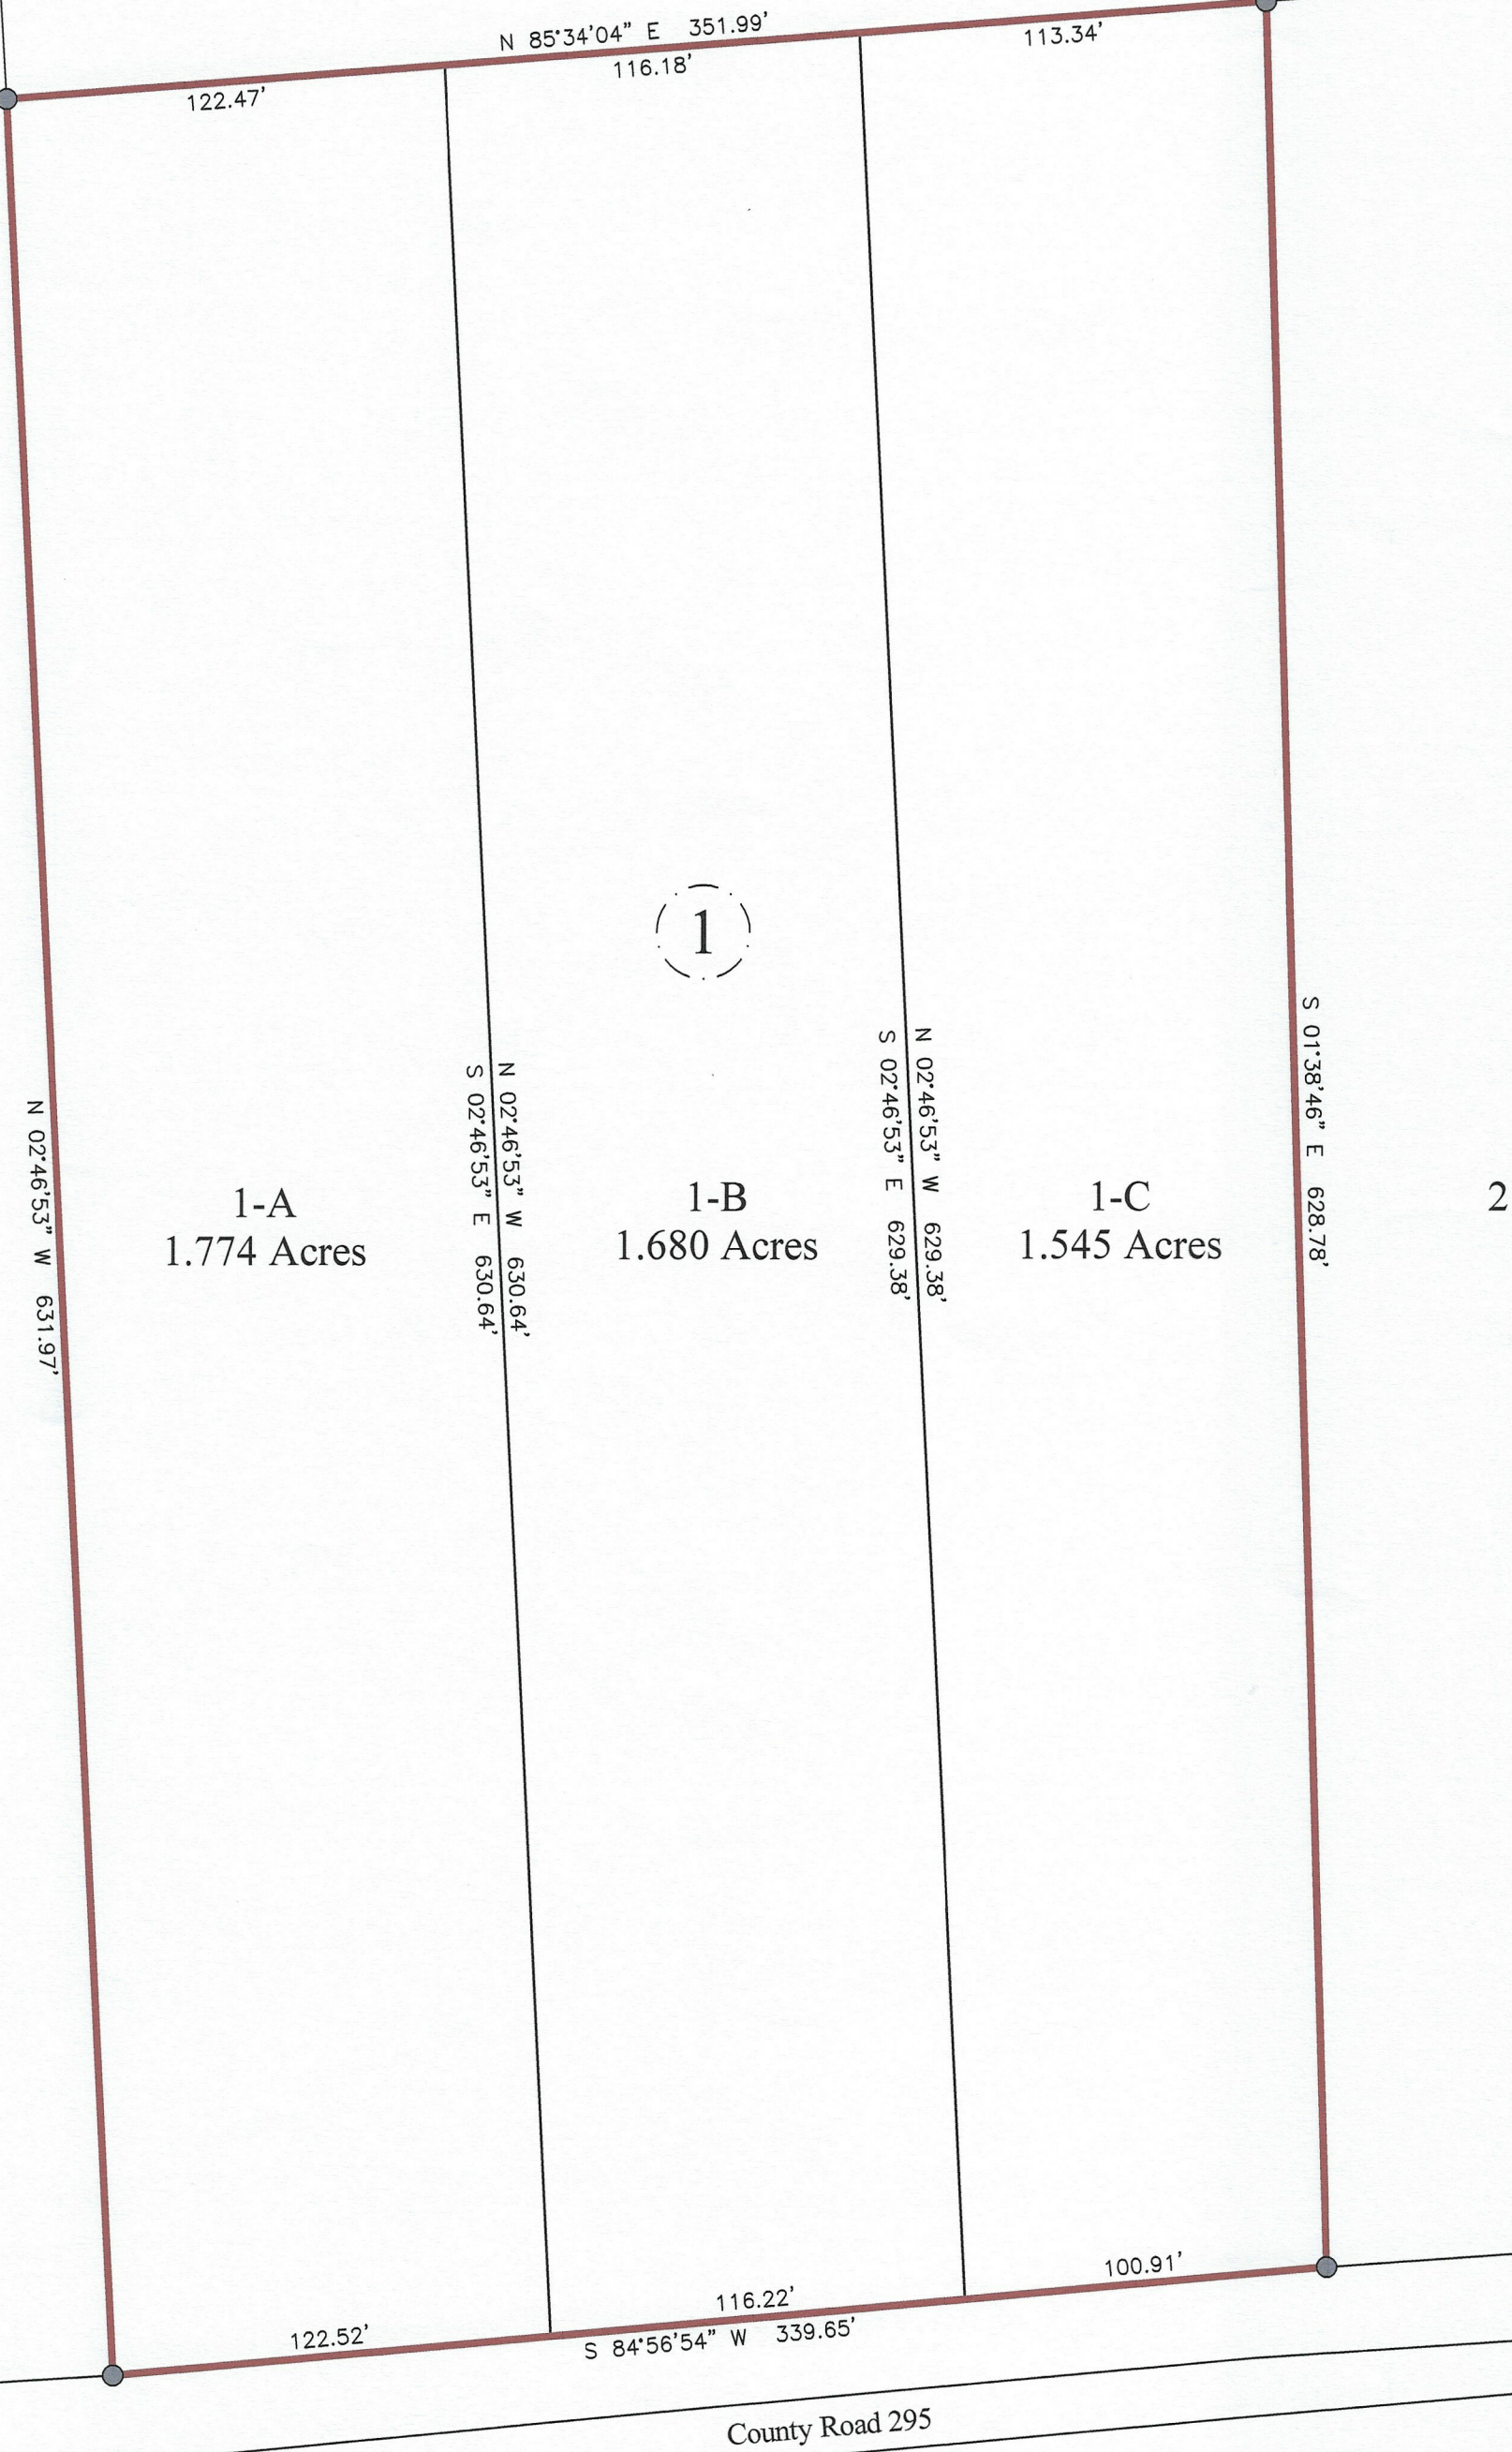 N 85°34'04" E 351.99'
122.47'
116.18'
113.34'
1
N 02°46'53" W 631.97'
S 02°46'53" E 630.64'
N 02°46'53" W 630.64'
S 02°46'53" E 629.38'
N 02°46'53" W 629.38'
S 01°38'46" E 628.78'
1-A
1.774 Acres
1-B
1.680 Acres
1-C
1.545 Acres
2
122.52'
116.22'
100.91'
S 84°56'54" W 339.65'
County Road 295